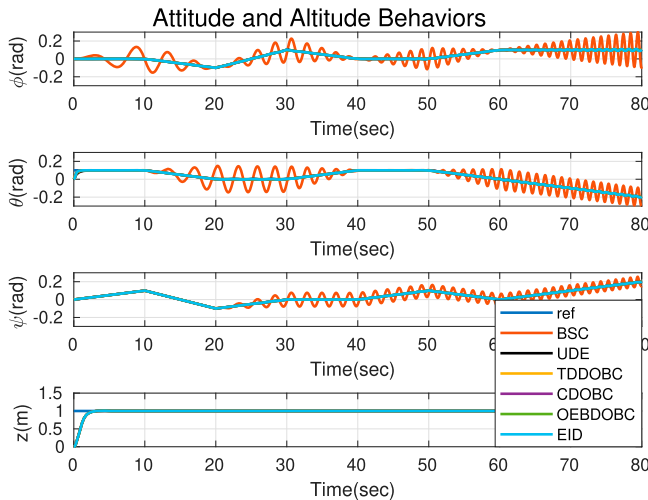 Attitude and Altitude Behaviors
ϕ(rad)
0.2
0
-0.2
0 10 20 30 40 50 60 70 80
Time(sec)
θ(rad)
0.2
0
-0.2
0 10 20 30 40 50 60 70 80
Time(sec)
ψ(rad)
0.2
0
-0.2
0 10 20 30 40 50
Time(sec)
z(m)
1.5
1
0.5
0
0 10 20 30 40 50 60 70 80
Time(sec)
ref
BSC
UDE
TDDOBC
CDOBC
OEBDOBC
EID